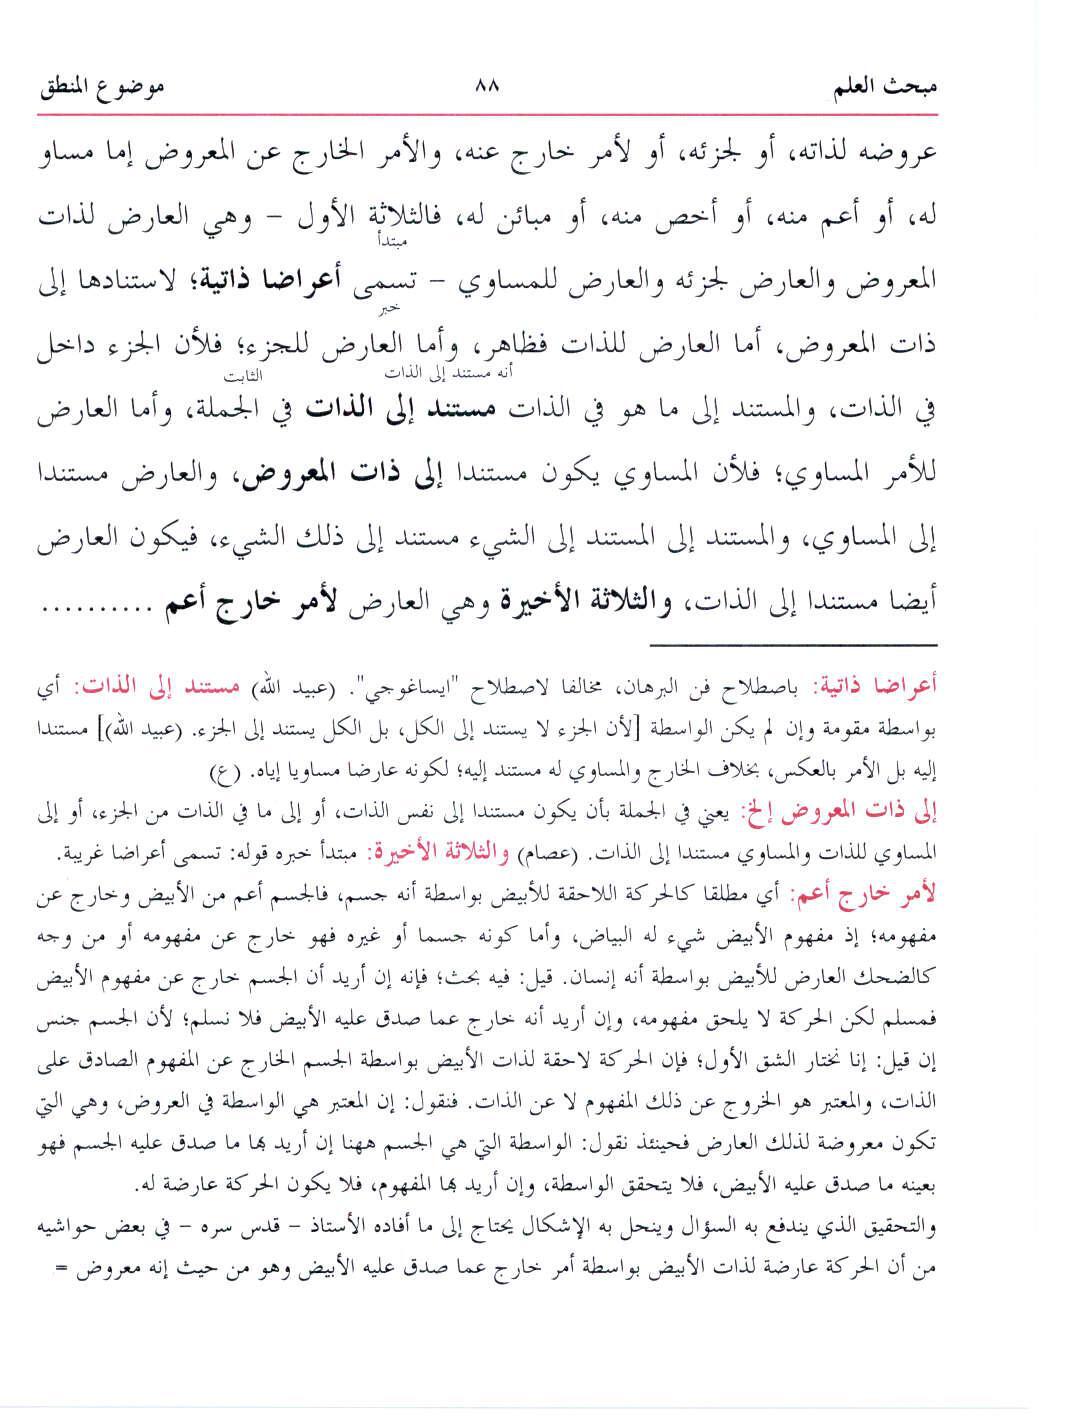 مبحث العلم ٨٨ موضوع المنطق
عروضه لذاته، أو لجزئه، أو لأمر خارج عنه، والأمر الخارج عن المعروض إما مساو
له، أو أعم منه، أو أخص منه، أو مبائن له، فالثلاثة الأول – وهي العارض لذات
مبتدأ
المعروض والعارض لجزئه والعارض للمساوي – تسمى أعراضا ذاتية؛ لاستنادها إلى
خبر
ذات المعروض، أما العارض للذات فظاهر، وأما العارض للجزء؛ فلأن الجزء داخل
أنه مستند إلى الذات الثابت
في الذات، والمستند إلى ما هو في الذات مستند إلى الذات في الجملة، وأما العارض
للأمر المساوي؛ فلأن المساوي يكون مستندا إلى ذات المعروض، والعارض مستندا
إلى المساوي، والمستند إلى المستند إلى الشيء مستند إلى ذلك الشيء، فيكون العارض
أيضا مستندا إلى الذات، والثلاثة الأخيرة وهي العارض لأمر خارج أعم ..........
أعراضا ذاتية: باصطلاح فن البرهان، مخالفا لاصطلاح "ايساغوجي". (عبيد الله) مستند إلى الذات: أي
بواسطة مقومة وإن لم يكن الواسطة [لأن الجزء لا يستند إلى الكل، بل الكل يستند إلى الجزء. (عبيد الله)] مستندا
إليه بل الأمر بالعكس، بخلاف الخارج والمساوي له مستند إليه؛ لكونه عارضا مساويا إياه. (ع)
إلى ذات المعروض إلخ: يعني في الجملة بأن يكون مستندا إلى نفس الذات، أو إلى ما في الذات من الجزء، أو إلى
المساوي للذات والمساوي مستندا إلى الذات. (عصام) والثلاثة الأخيرة: مبتدأ خبره قوله: تسمى أعراضا غريبة.
لأمر خارج أعم: أي مطلقا كالحركة اللاحقة للأبيض بواسطة أنه جسم، فالجسم أعم من الأبيض وخارج عن
مفهومه؛ إذ مفهوم الأبيض شيء له البياض، وأما كونه جسما أو غيره فهو خارج عن مفهومه أو من وجه
كالضحك العارض للأبيض بواسطة أنه إنسان. قيل: فيه بحث؛ فإنه إن أريد أن الجسم خارج عن مفهوم الأبيض
فمسلم لكن الحركة لا يلحق مفهومه، وإن أريد أنه خارج عما صدق عليه الأبيض فلا نسلم؛ لأن الجسم جنس
إن قيل: إنا نختار الشق الأول؛ فإن الحركة لاحقة لذات الأبيض بواسطة الجسم الخارج عن المفهوم الصادق على
الذات، والمعتبر هو الخروج عن ذلك المفهوم لا عن الذات. فنقول: إن المعتبر هي الواسطة في العروض، وهي التي
تكون معروضة لذلك العارض فحينئذ نقول: الواسطة التي هي الجسم ههنا إن أريد بها ما صدق عليه الجسم فهو
بعينه ما صدق عليه الأبيض، فلا يتحقق الواسطة، وإن أريد بها المفهوم، فلا يكون الحركة عارضة له.
والتحقيق الذي يندفع به السؤال وينحل به الإشكال يحتاج إلى ما أفاده الأستاذ – قدس سره – في بعض حواشيه
من أن الحركة عارضة لذات الأبيض بواسطة أمر خارج عما صدق عليه الأبيض وهو من حيث إنه معروض =